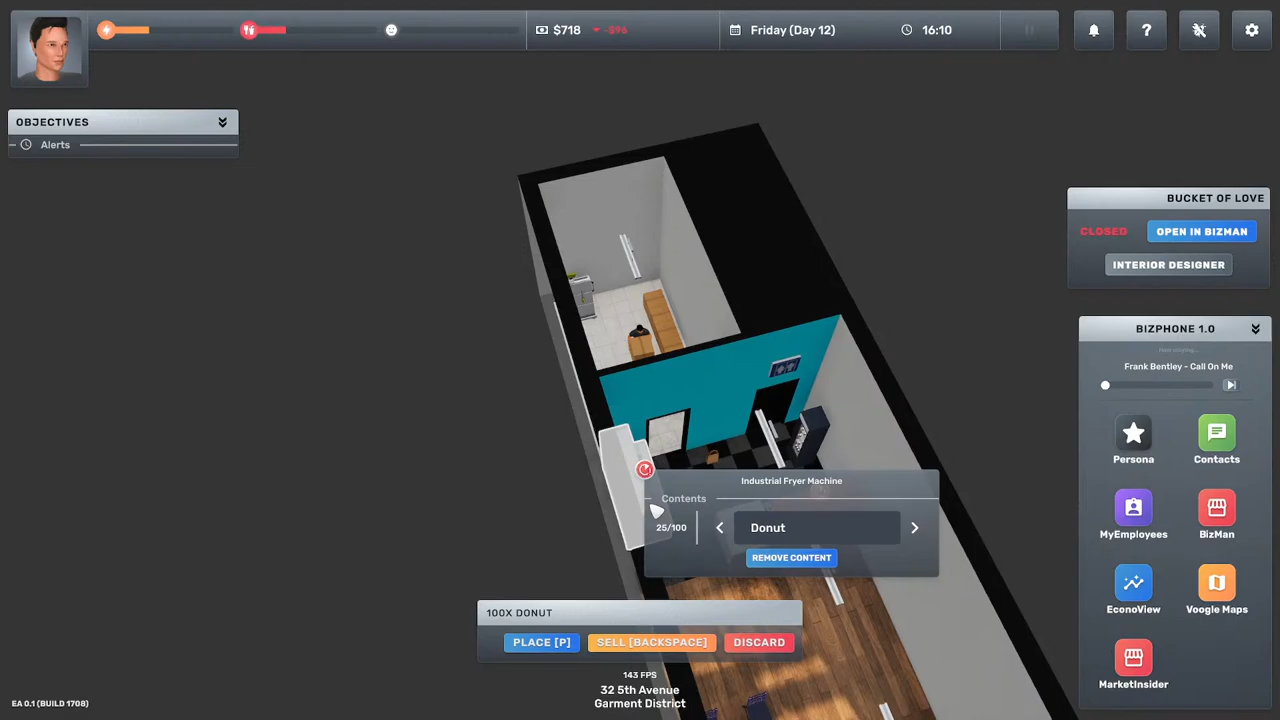 $718
-$96
Friday (Day 12)
16:10
?
OBJECTIVES
Alerts
BUCKET OF LOVE
CLOSED
OPEN IN BIZMAN
INTERIOR DESIGNER
BIZPHONE 1.0
Frank Bentley - Call On Me
Persona
Contacts
MyEmployees
BizMan
EconoView
Voogle Maps
MarketInsider
Industrial Fryer Machine
Contents
25/100
Donut
REMOVE CONTENT
100X DONUT
PLACE [P]
SELL [BACKSPACE]
DISCARD
143 FPS
32 5th Avenue
Garment District
EA 0.1 (BUILD 1708)